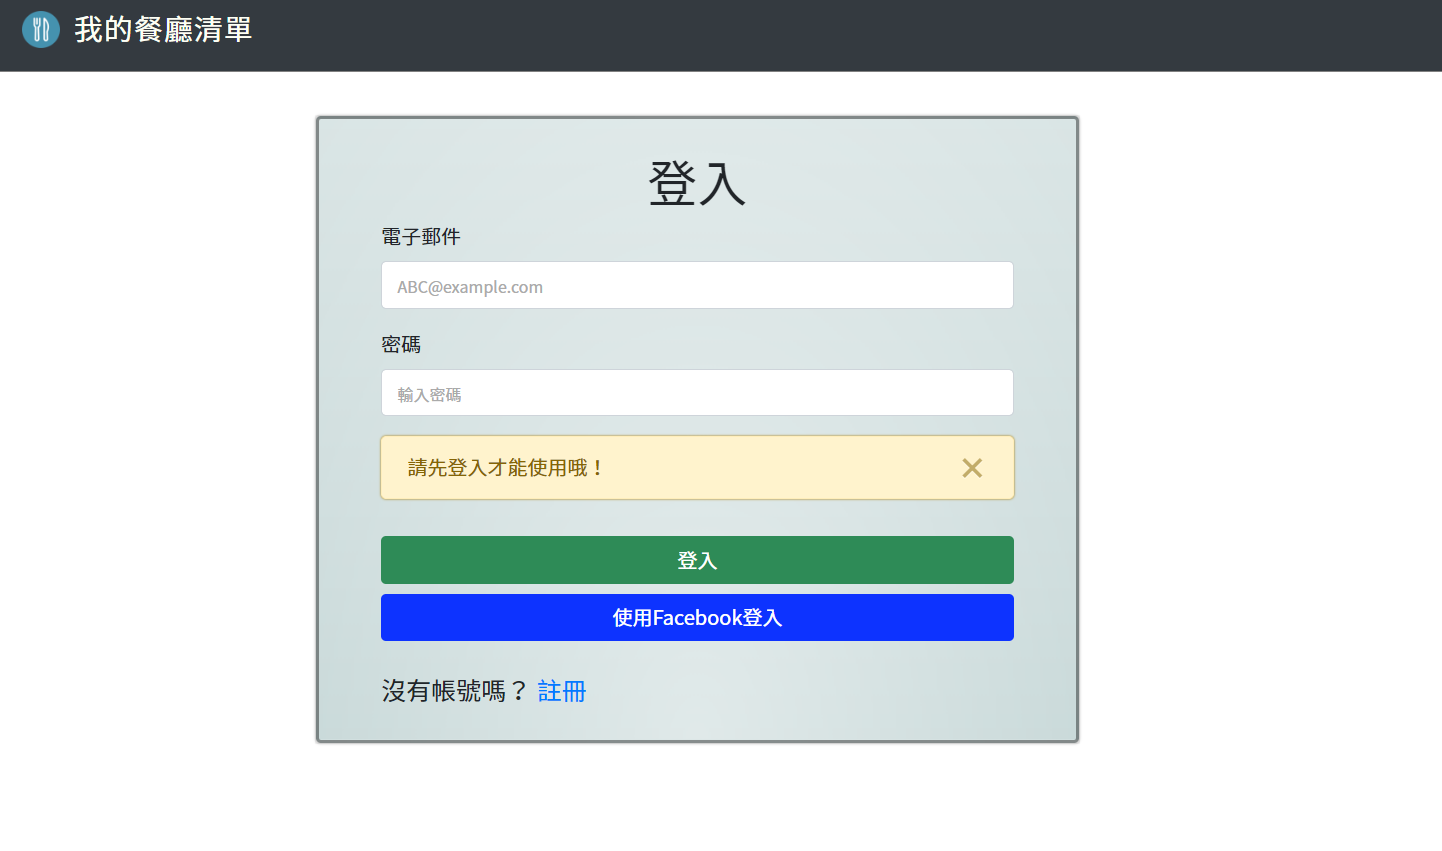 我的餐廳清單
登入
電子郵件
ABC@example.com
密碼
輸入密碼
請先登入才能使用哦！
登入
使用Facebook登入
沒有帳號嗎？ 註冊